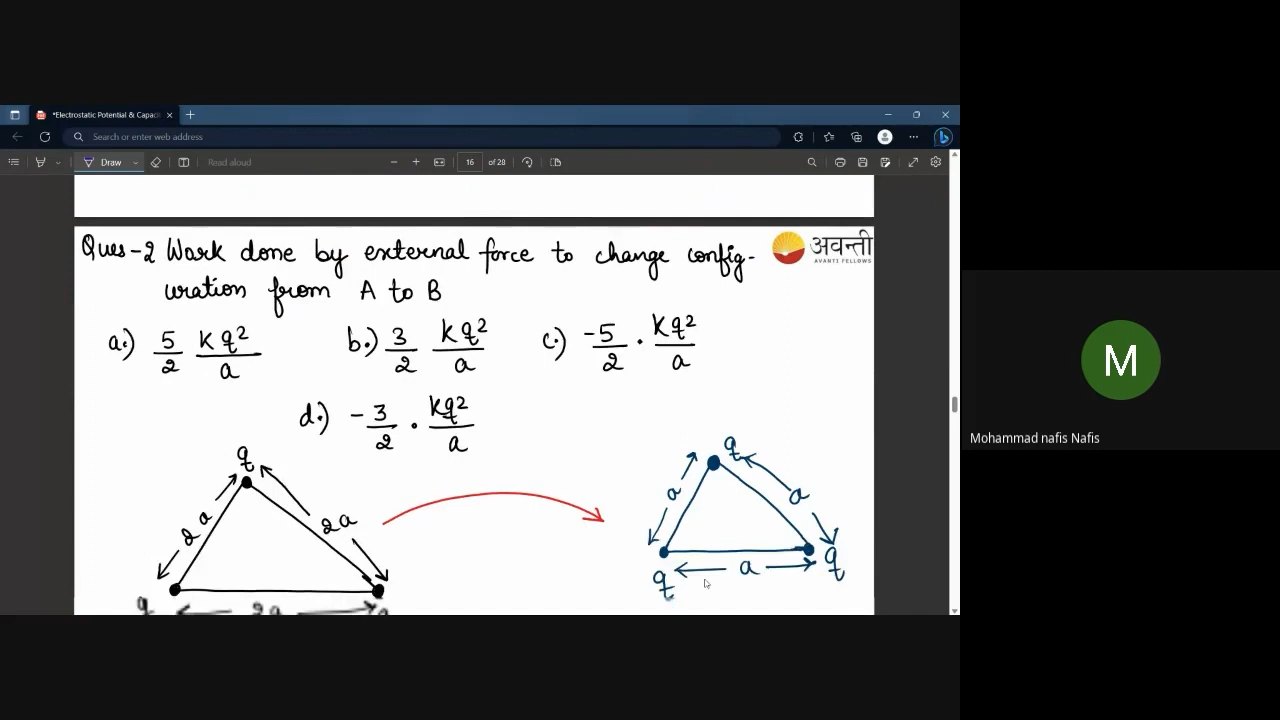 *Electrostatic Potential & Capaci
Search or enter web address
Draw
Read aloud
16 of 28
Ques-2 Work done by external force to change config-
uration from A to B
अवन्ती
AVANTI FELLOWS
a.) 5/2 kq²/a b.) 3/2 kq²/a c.) -5/2 . kq²/a
d.) -3/2 . kq²/a
q
2a
2a
q
2a
q
a
a
q
a
q
M
Mohammad nafis Nafis